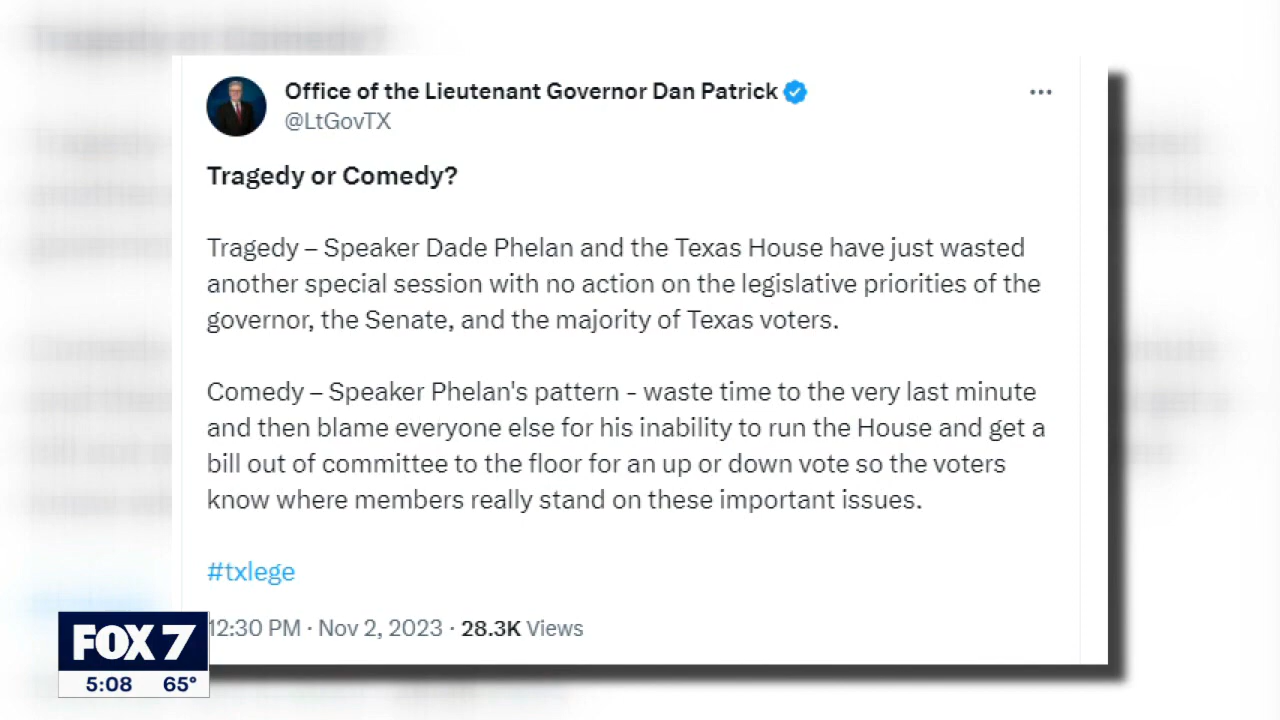 Office of the Lieutenant Governor Dan Patrick
@LtGovTX
Tragedy or Comedy?
Tragedy – Speaker Dade Phelan and the Texas House have just wasted
another special session with no action on the legislative priorities of the
governor, the Senate, and the majority of Texas voters.
Comedy – Speaker Phelan's pattern - waste time to the very last minute
and then blame everyone else for his inability to run the House and get a
bill out of committee to the floor for an up or down vote so the voters
know where members really stand on these important issues.
#txlege
12:30 PM · Nov 2, 2023 · 28.3K Views
FOX 7
5:08 65°